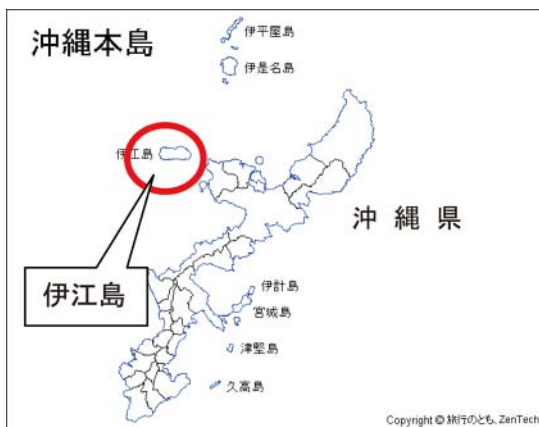 沖縄本島
伊平屋島
伊是名島
伊江島
沖縄県
伊江島
伊計島
宮城島
津堅島
久高島
Copyright © 旅行のとも、ZenTech